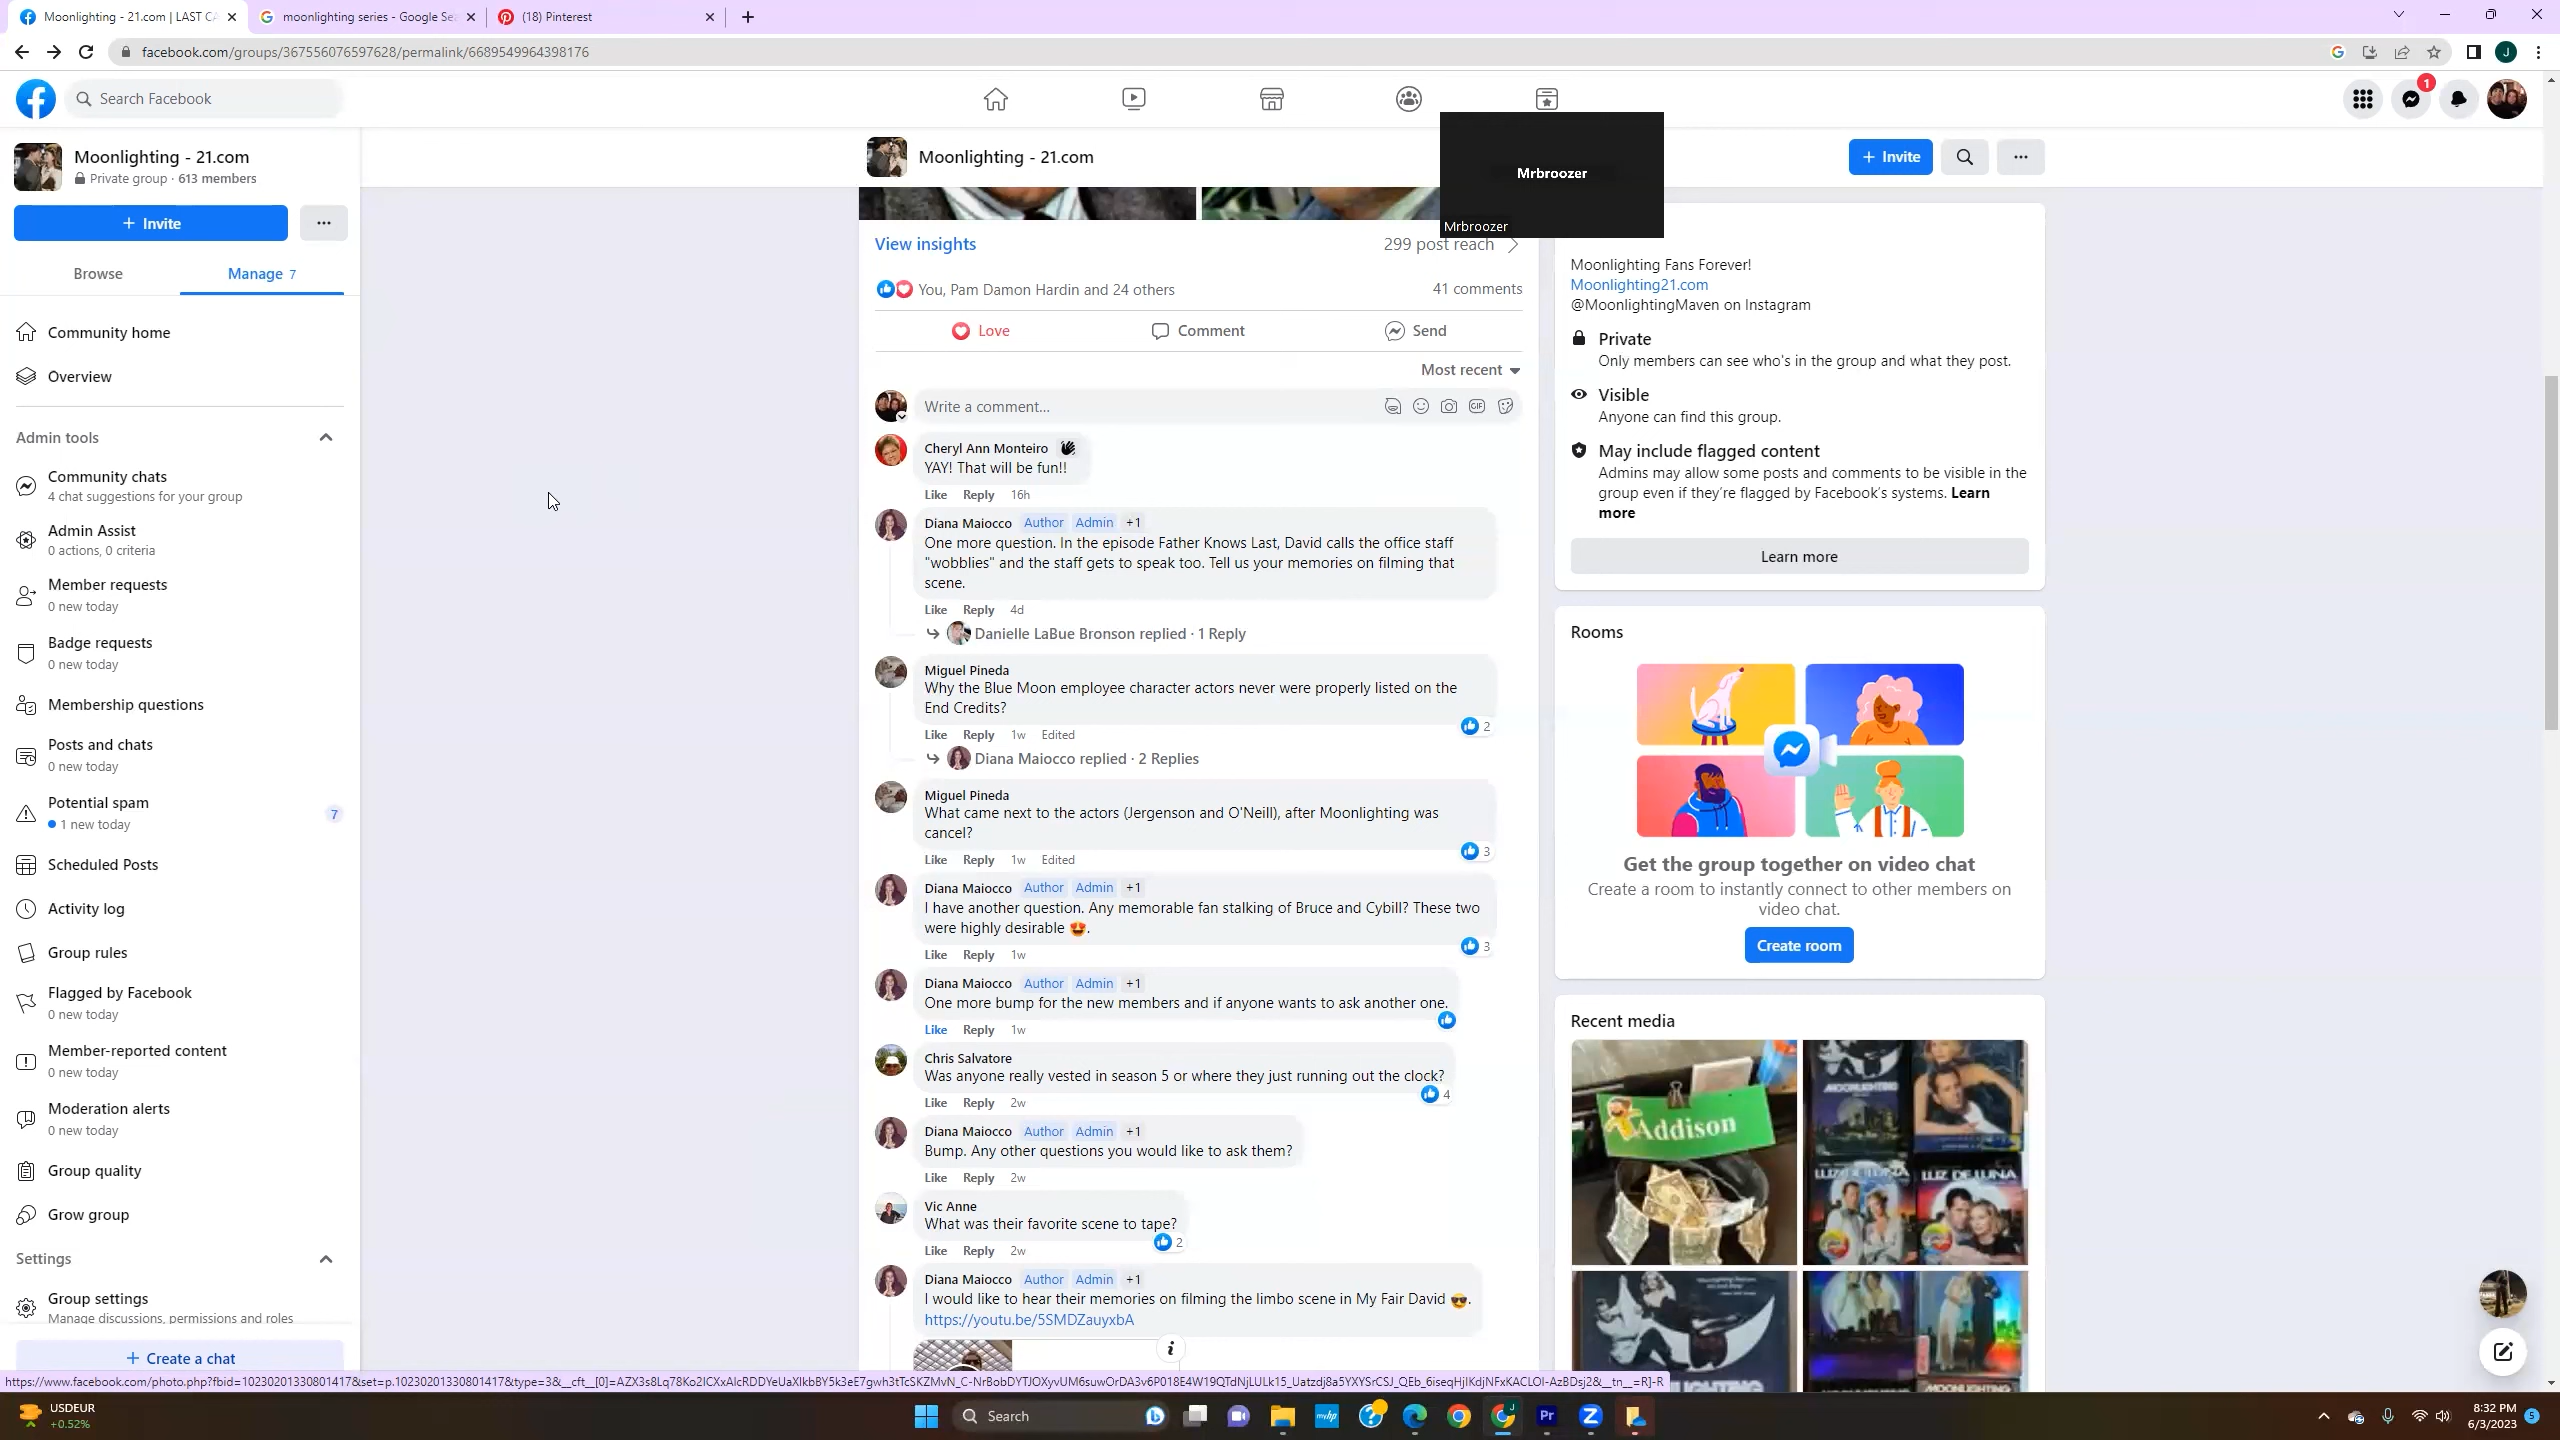 Moonlighting - 21.com | LAST CA
moonlighting series - Google Sea
(18) Pinterest
facebook.com/groups/367556076597628/permalink/6689549964398176
J
Search Facebook
1
Moonlighting - 21.com
Private group · 613 members
+ Invite
Browse
Manage 7
Community home
Overview
Admin tools
Community chats
4 chat suggestions for your group
Admin Assist
0 actions, 0 criteria
Member requests
0 new today
Badge requests
0 new today
Membership questions
Posts and chats
0 new today
Potential spam
1 new today
7
Scheduled Posts
Activity log
Group rules
Flagged by Facebook
0 new today
Member-reported content
0 new today
Moderation alerts
0 new today
Group quality
Grow group
Settings
Group settings
Manage discussions, permissions and roles
+ Create a chat
Moonlighting - 21.com
Mrbroozer
Mrbroozer
+ Invite
View insights
299 post reach
You, Pam Damon Hardin and 24 others
41 comments
Love
Comment
Send
Most recent
Write a comment...
GIF
Cheryl Ann Monteiro
YAY! That will be fun!!
Like Reply 16h
Diana Maiocco Author Admin +1
One more question. In the episode Father Knows Last, David calls the office staff
"wobblies" and the staff gets to speak too. Tell us your memories on filming that
scene.
Like Reply 4d
Danielle LaBue Bronson replied · 1 Reply
Miguel Pineda
Why the Blue Moon employee character actors never were properly listed on the
End Credits?
2
Like Reply 1w Edited
Diana Maiocco replied · 2 Replies
Miguel Pineda
What came next to the actors (Jergenson and O'Neill), after Moonlighting was
cancel?
3
Like Reply 1w Edited
Diana Maiocco Author Admin +1
I have another question. Any memorable fan stalking of Bruce and Cybill? These two
were highly desirable 😍.
3
Like Reply 1w
Diana Maiocco Author Admin +1
One more bump for the new members and if anyone wants to ask another one.
Like Reply 1w
Chris Salvatore
Was anyone really vested in season 5 or where they just running out the clock?
4
Like Reply 2w
Diana Maiocco Author Admin +1
Bump. Any other questions you would like to ask them?
Like Reply 2w
Vic Anne
What was their favorite scene to tape?
2
Like Reply 2w
Diana Maiocco Author Admin +1
I would like to hear their memories on filming the limbo scene in My Fair David 😎.
https://youtu.be/5SMDZauyxbA
Moonlighting Fans Forever!
Moonlighting21.com
@MoonlightingMaven on Instagram
Private
Only members can see who's in the group and what they post.
Visible
Anyone can find this group.
May include flagged content
Admins may allow some posts and comments to be visible in the
group even if they're flagged by Facebook's systems. Learn
more
Learn more
Rooms
Get the group together on video chat
Create a room to instantly connect to other members on
video chat.
Create room
Recent media
Addison
MOONLIGHTING
LUZ DE LUNA
LUZ DE LUNA
USDEUR
+0.52%
Search
8:32 PM
6/3/2023
5